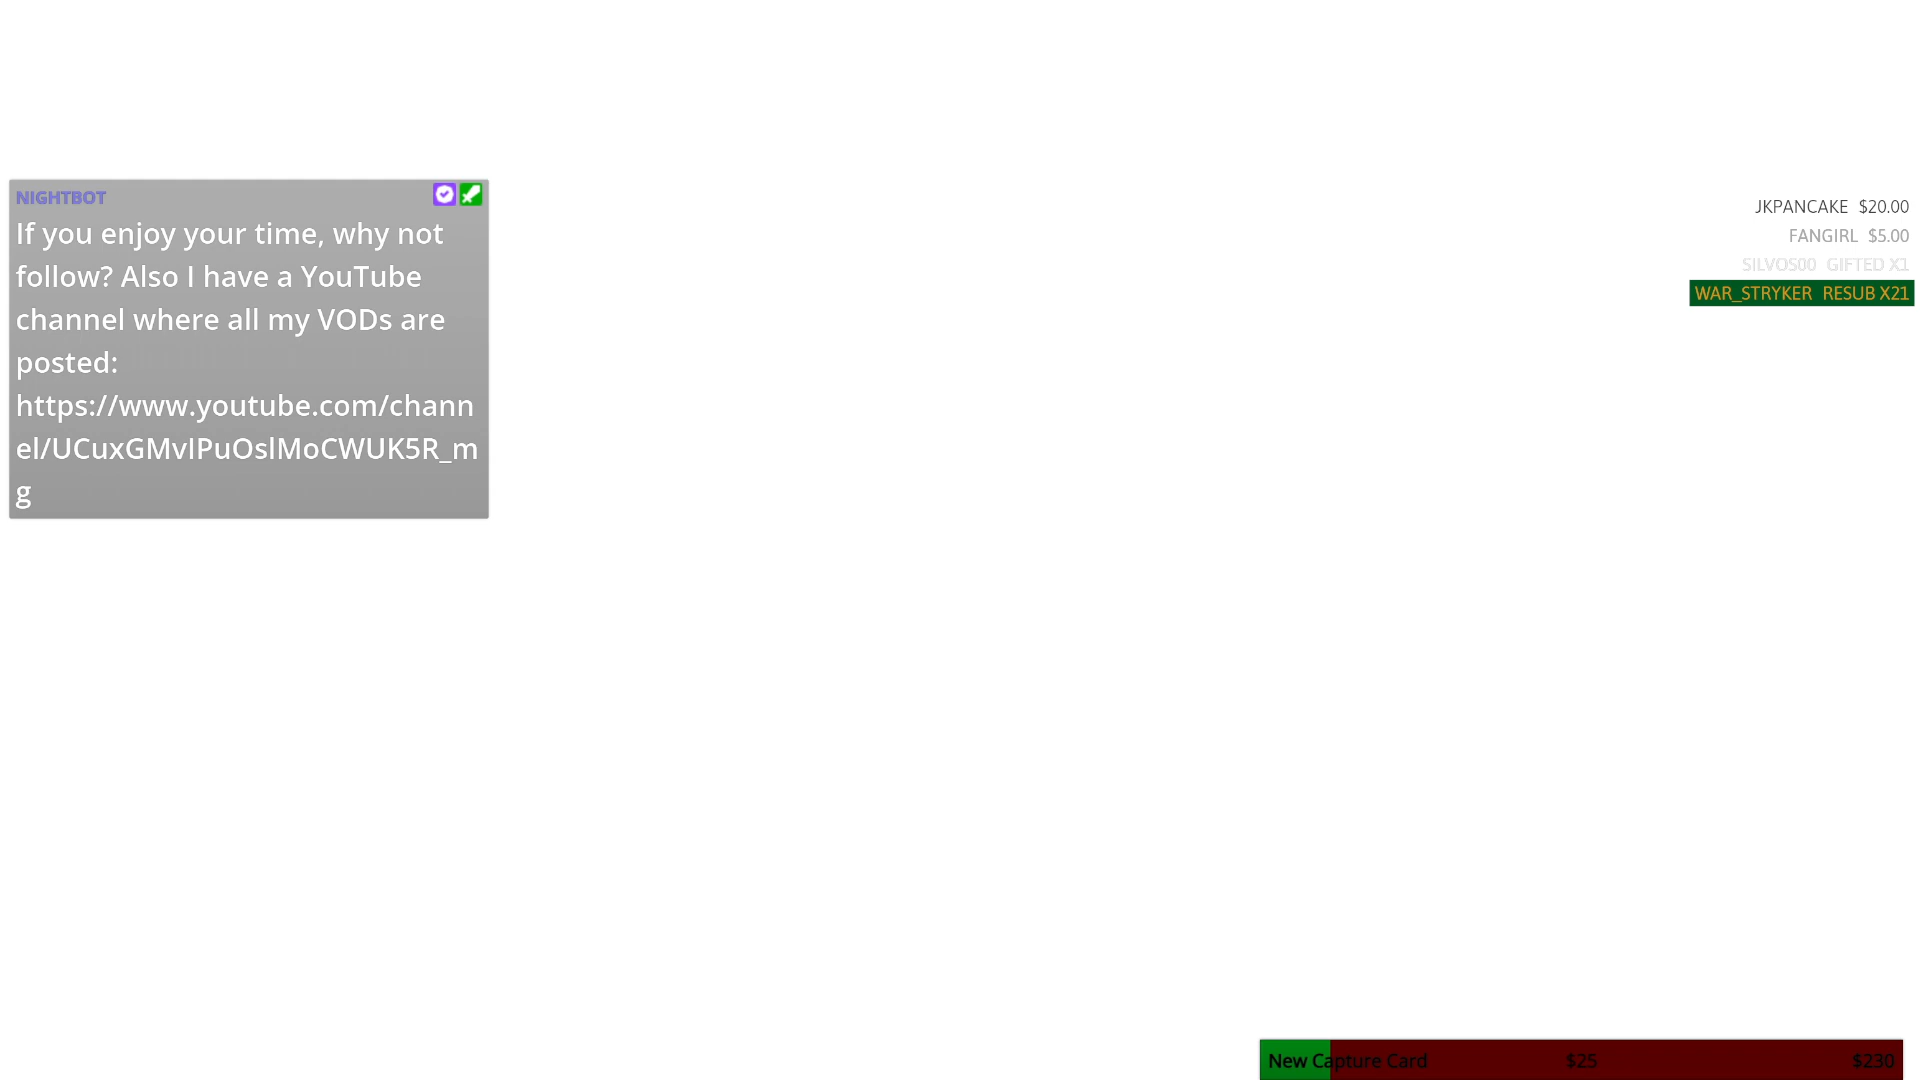 NIGHTBOT
If you enjoy your time, why not
follow? Also I have a YouTube
channel where all my VODs are
posted:
https://www.youtube.com/chann
el/UCuxGMvIPuOslMoCWUK5R_m
g
JKPANCAKE $20.00
FANGIRL $5.00
SILVOS00 GIFTED X1
WAR_STRYKER RESUB X21
New Capture Card $25 $230